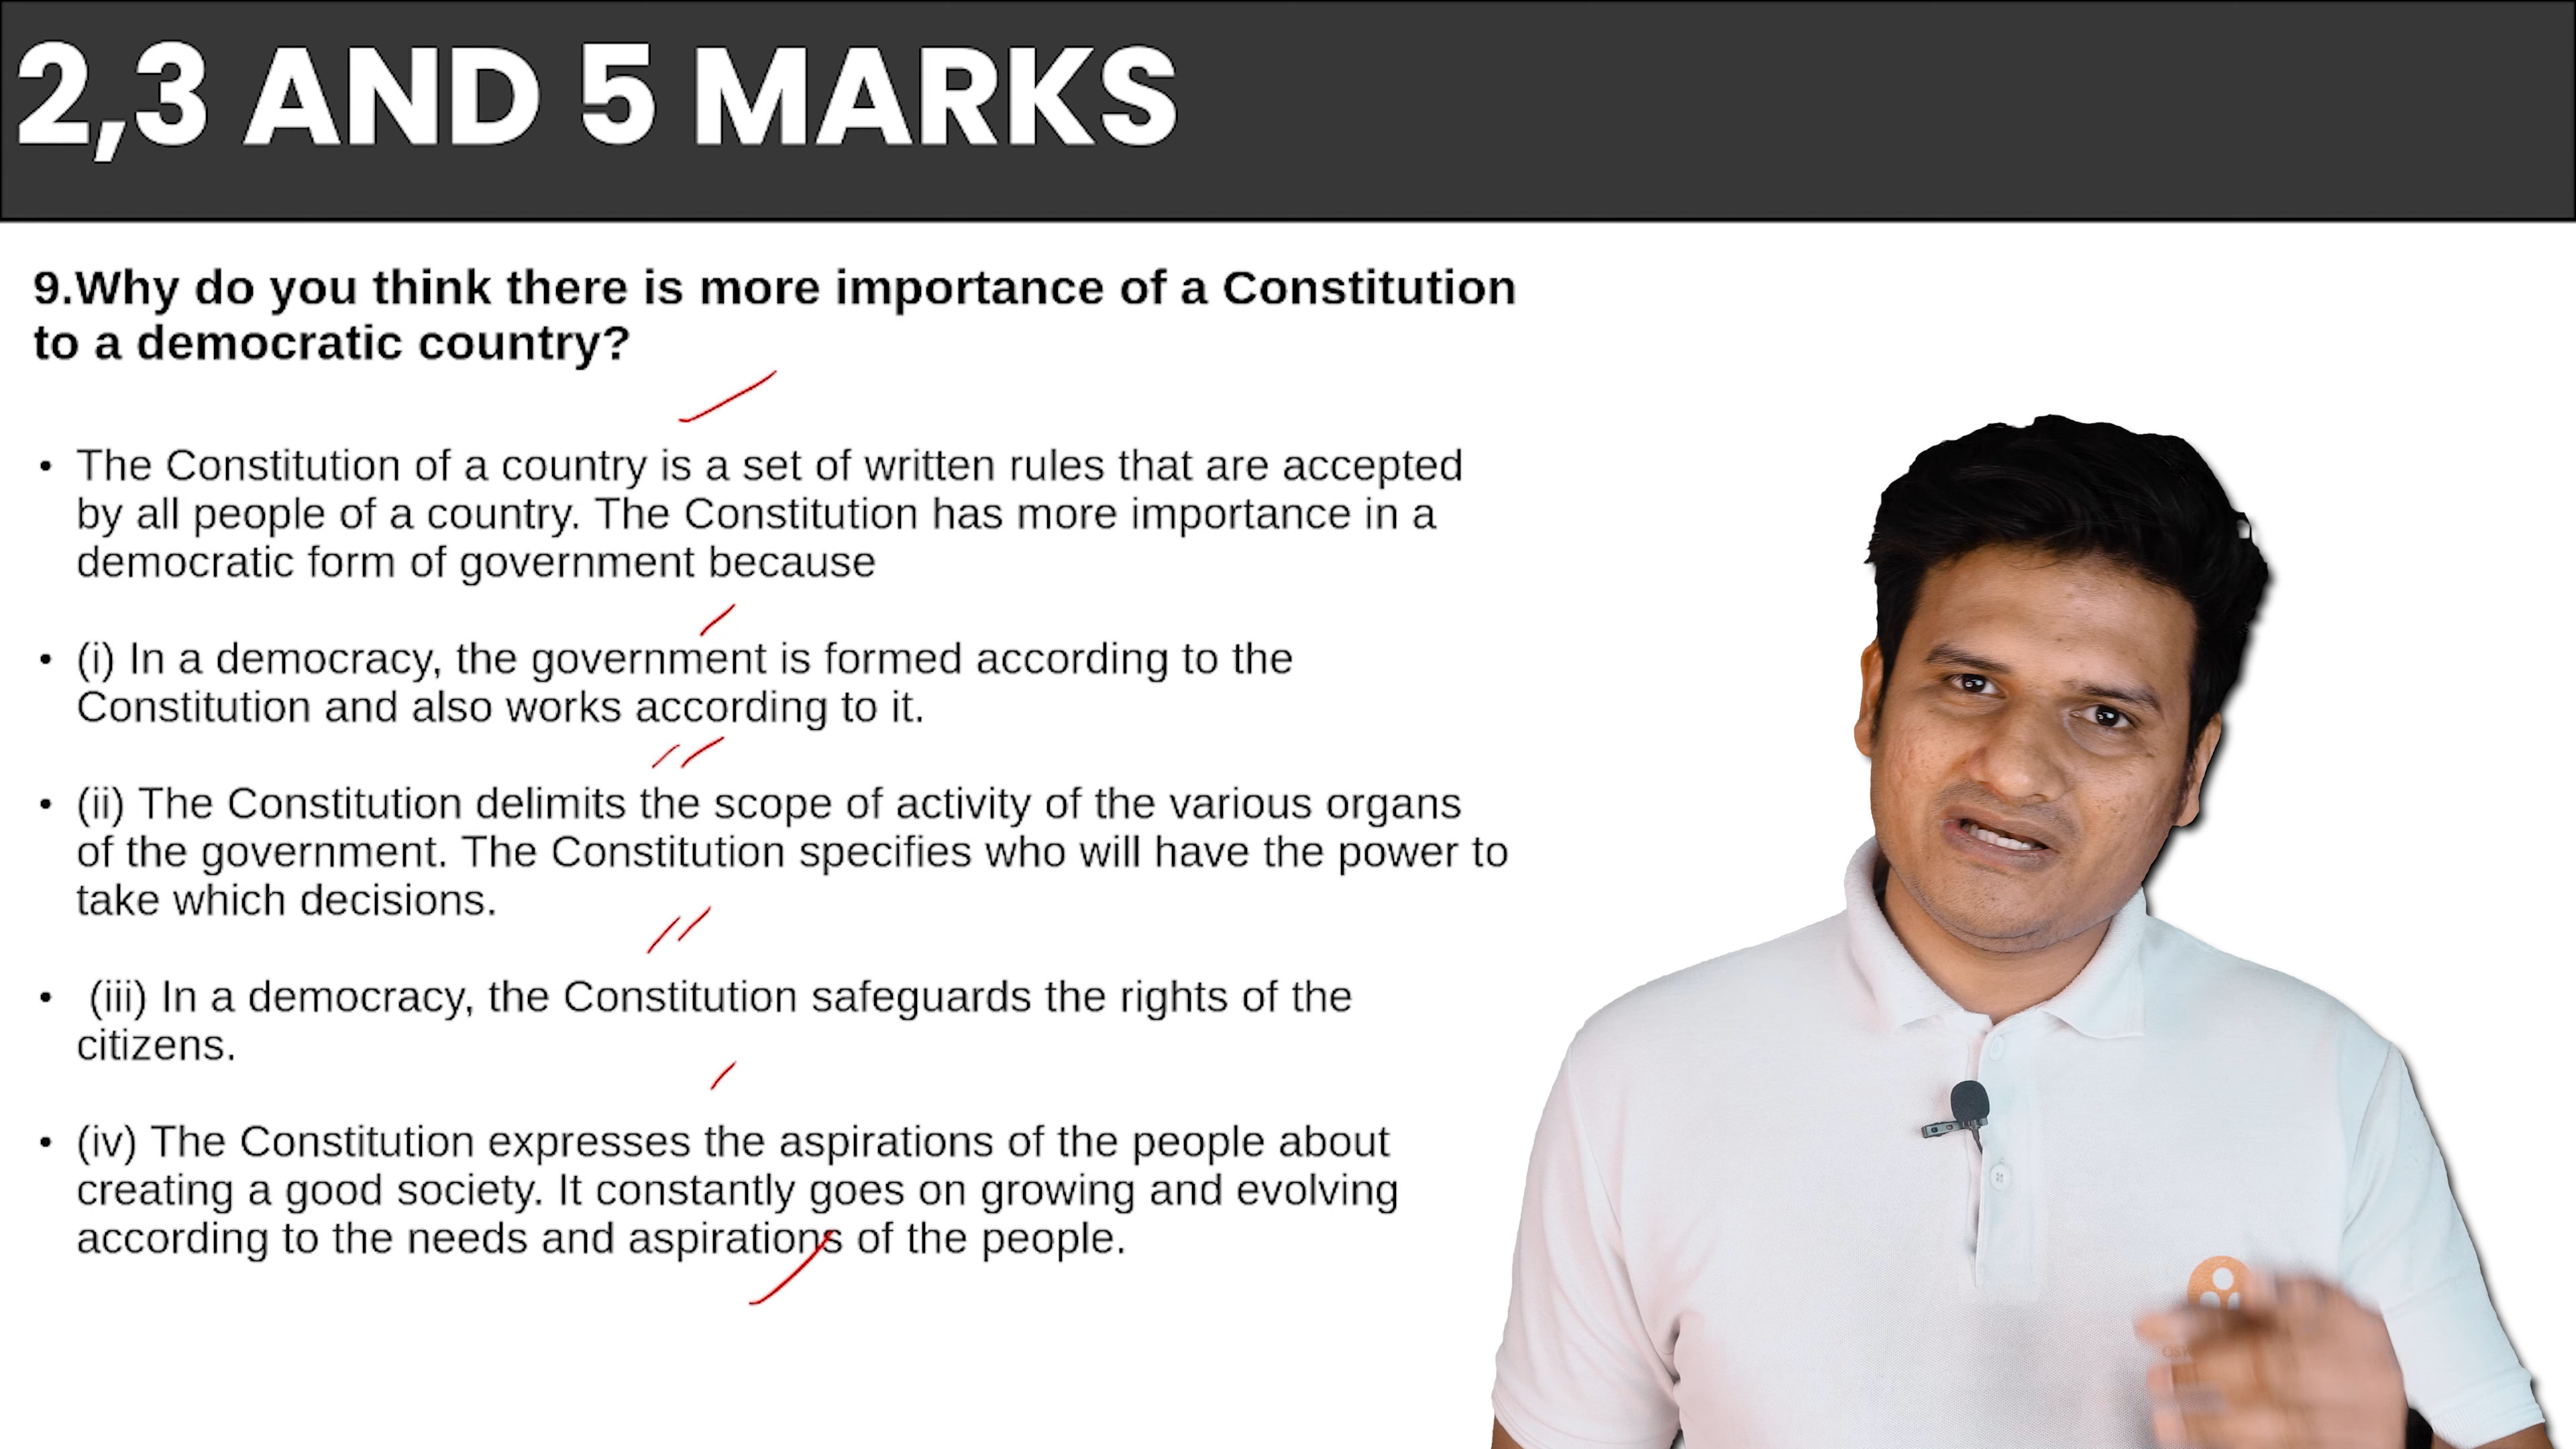 2,3 AND 5 MARKS
9.Why do you think there is more importance of a Constitution
to a democratic country?
• The Constitution of a country is a set of written rules that are accepted
by all people of a country. The Constitution has more importance in a
democratic form of government because
• (i) In a democracy, the government is formed according to the
Constitution and also works according to it.
• (ii) The Constitution delimits the scope of activity of the various organs
of the government. The Constitution specifies who will have the power to
take which decisions.
• (iii) In a democracy, the Constitution safeguards the rights of the
citizens.
• (iv) The Constitution expresses the aspirations of the people about
creating a good society. It constantly goes on growing and evolving
according to the needs and aspirations of the people.